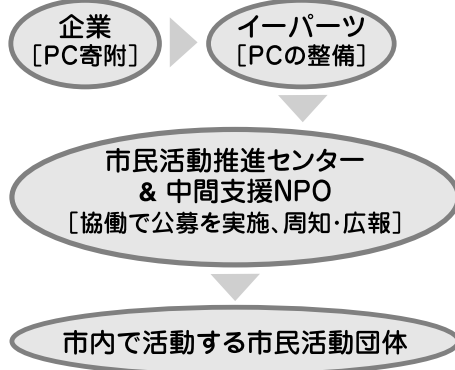 企業
［PC寄附］
イーパーツ
［PCの整備］
市民活動推進センター
& 中間支援NPO
［協働で公募を実施、周知・広報］
市内で活動する市民活動団体